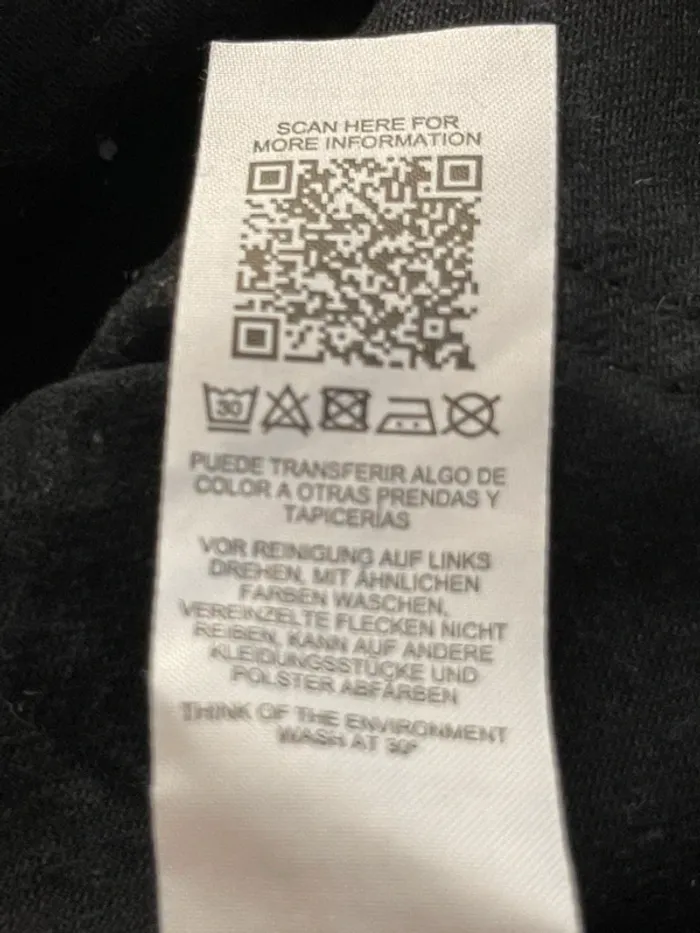 SCAN HERE FOR
MORE INFORMATION
30
PUEDE TRANSFERIR ALGO DE
COLOR A OTRAS PRENDAS Y
TAPICERÍAS
VOR REINIGUNG AUF LINKS
DREHEN. MIT ÄHNLICHEN
FARBEN WASCHEN.
VEREINZELTE FLECKEN NICHT
REIBEN. KANN AUF ANDERE
KLEIDUNGSSTÜCKE UND
POLSTER ABFÄRBEN
THINK OF THE ENVIRONMENT
WASH AT 30°